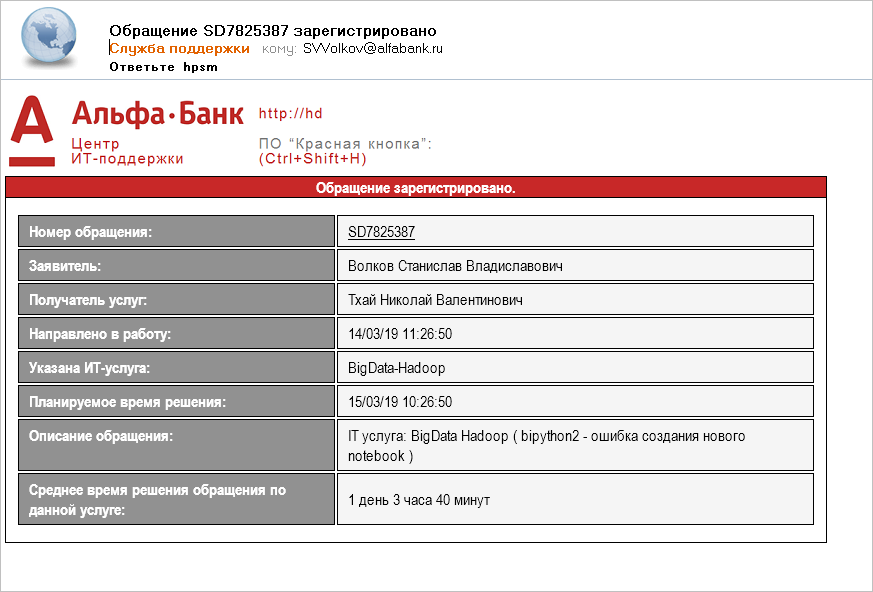 Обращение SD7825387 зарегистрировано
Служба поддержки кому: SVVolkov@alfabank.ru
Ответьте hpsm
А
Альфа·Банк http://hd
Центр ПО “Красная кнопка”:
ИТ-поддержки (Ctrl+Shift+H)
Обращение зарегистрировано.
Номер обращения: SD7825387
Заявитель: Волков Станислав Владиславович
Получатель услуг: Тхай Николай Валентинович
Направлено в работу: 14/03/19 11:26:50
Указана ИТ-услуга: BigData-Hadoop
Планируемое время решения: 15/03/19 10:26:50
Описание обращения: IT услуга: BigData Hadoop ( bipython2 - ошибка создания нового
notebook )
Среднее время решения обращения по
данной услуге: 1 день 3 часа 40 минут